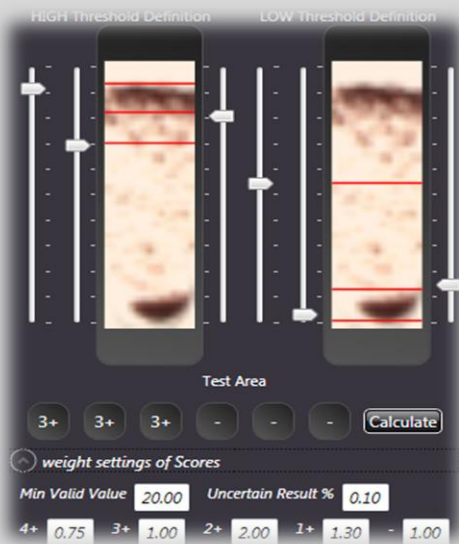 HIGH Threshold Definition LOW Threshold Definition
Test Area
3+ 3+ 3+ - - - Calculate
weight settings of Scores
Min Valid Value 20.00 Uncertain Result % 0.10
4+ 0.75 3+ 1.00 2+ 2.00 1+ 1.30 - 1.00